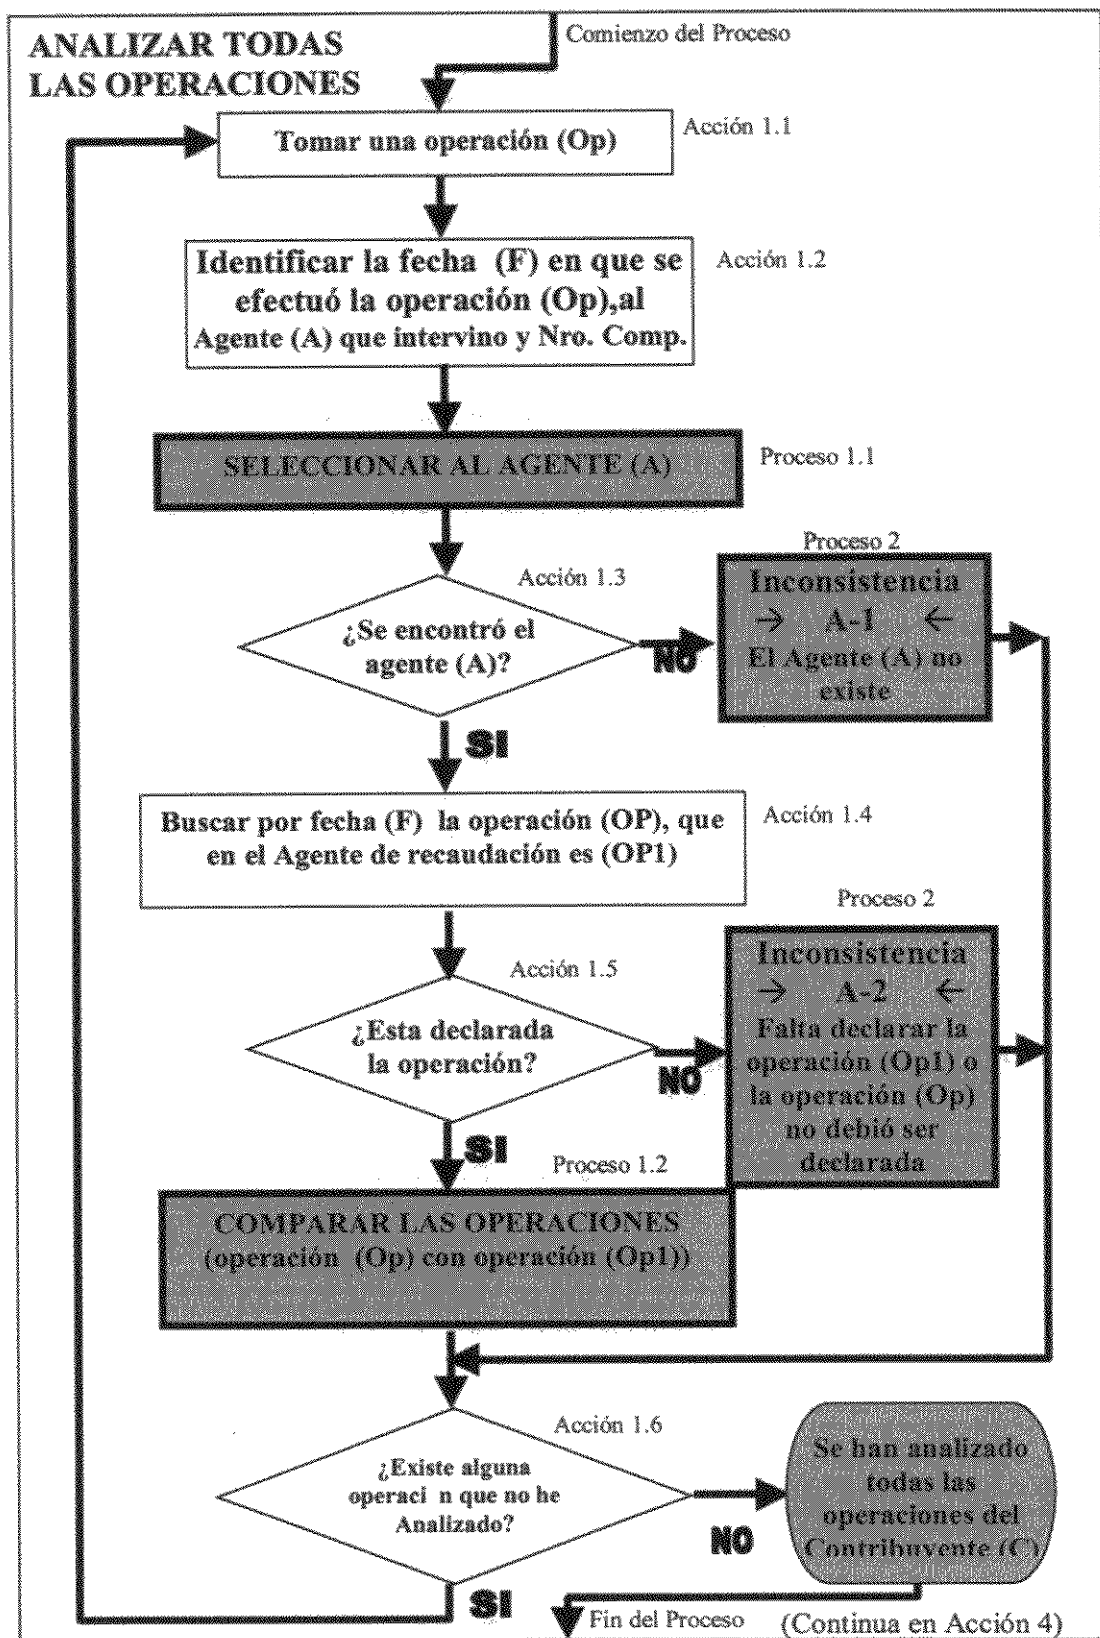 ANALIZAR TODAS
LAS OPERACIONES
Comienzo del Proceso
Tomar una operación (Op)
Acción 1.1
Identificar la fecha (F) en que se
efectuó la operación (Op),al
Agente (A) que intervino y Nro. Comp.
Acción 1.2
SELECCIONAR AL AGENTE (A)
Proceso 1.1
Acción 1.3
¿Se encontró el
agente (A)?
NO
Proceso 2
Inconsistencia
→ A-1 ←
El Agente (A) no
existe
SI
Buscar por fecha (F) la operación (OP), que
en el Agente de recaudación es (OP1)
Acción 1.4
Acción 1.5
¿Esta declarada
la operación?
NO
Proceso 2
Inconsistencia
→ A-2 ←
Falta declarar la
operación (Op1) o
la operación (Op)
no debió ser
declarada
SI
Proceso 1.2
COMPARAR LAS OPERACIONES
(operación (Op) con operación (Op1))
Acción 1.6
¿Existe alguna
operaci n que no he
Analizado?
NO
Se han analizado
todas las
operaciones del
Contribuyente (C)
SI
Fin del Proceso
(Continua en Acción 4)